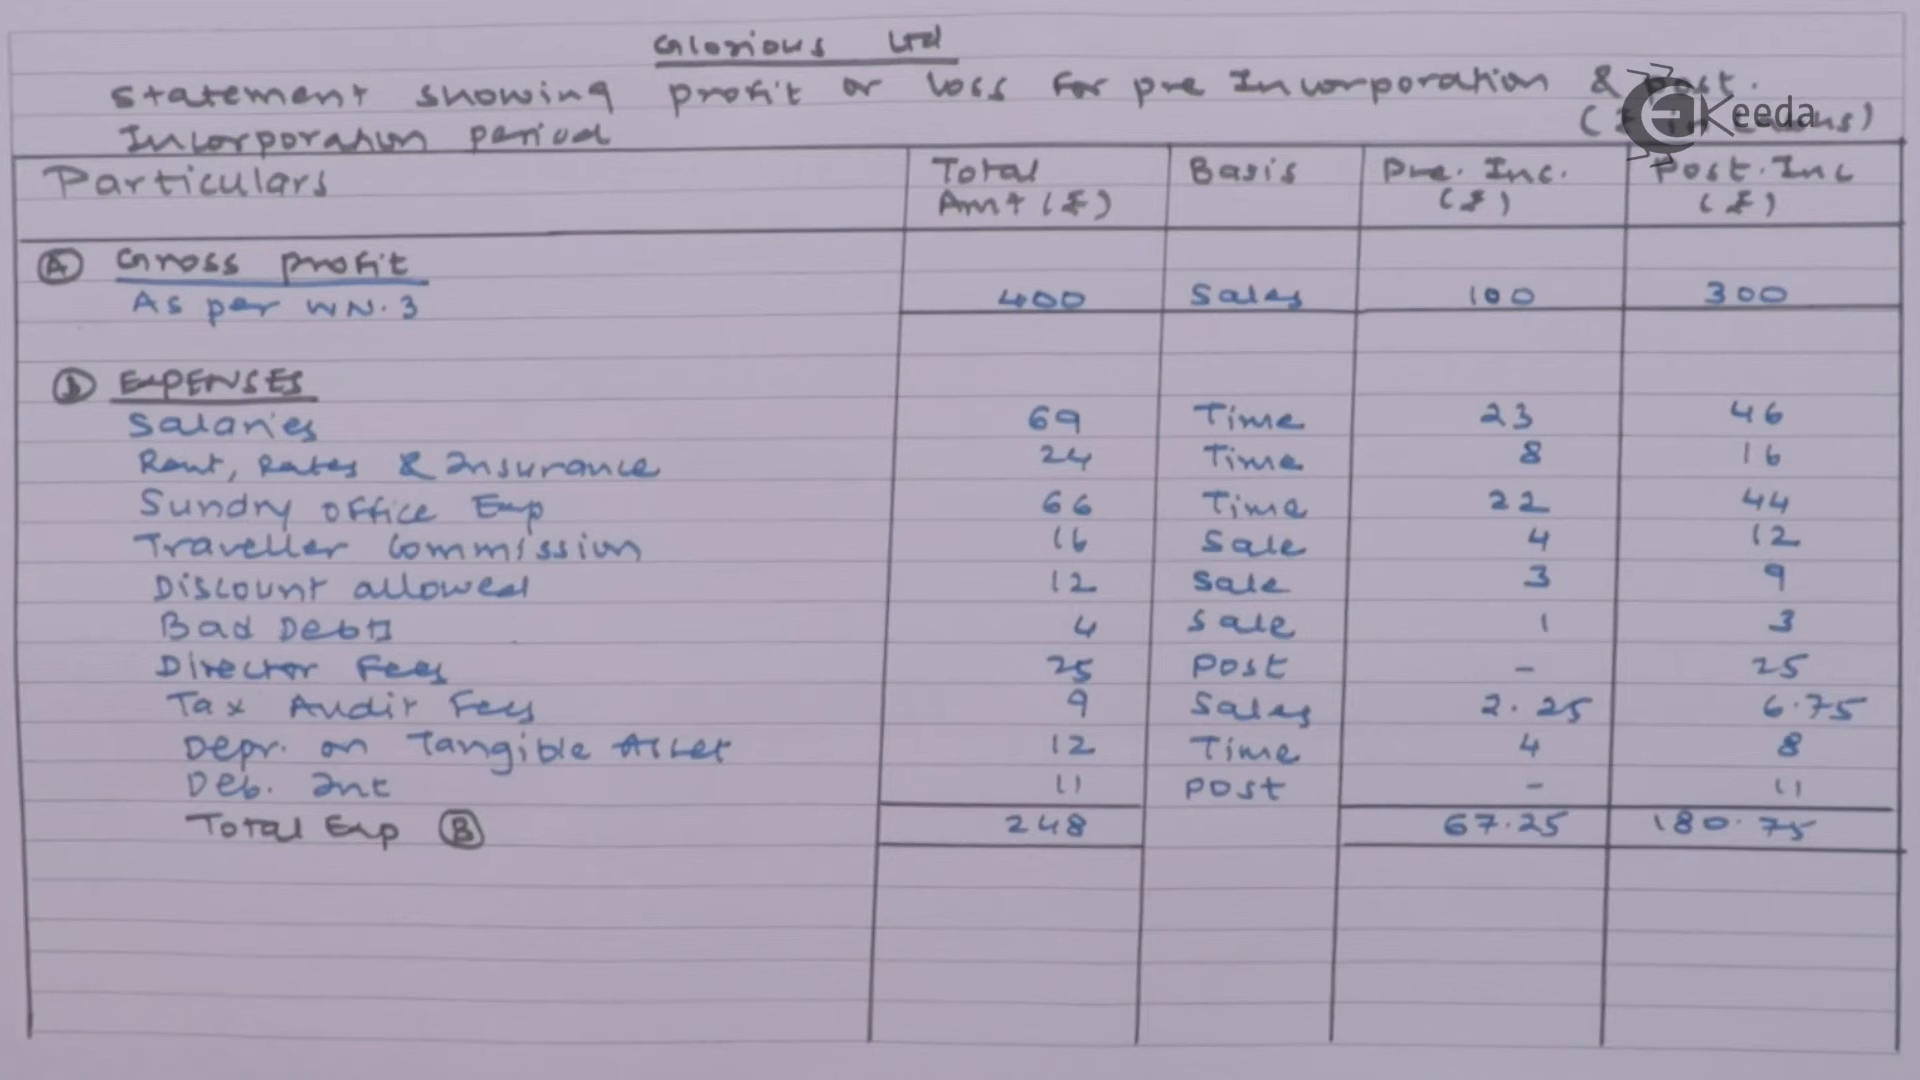 Glorious Ltd
Statement showing profit or loss for pre Incorporation & post.
Incorporation period
Keeda
Particulars Total Amt (₹) Basis Pre. Inc. (₹) Post. Inc (₹)
(A) Gross profit
As per WN. 3 400 Sales 100 300
(b) EXPENSES
Salaries 69 Time 23 46
Rent, Rates & Insurance 24 Time 8 16
Sundry office Exp 66 Time 22 44
Traveller Commission 16 Sale 4 12
Discount allowed 12 Sale 3 9
Bad Debts 4 Sale 1 3
Director Fees 25 Post - 25
Tax Audit Fees 9 Sales 2.25 6.75
Depr. on Tangible Asset 12 Time 4 8
Deb. Int 11 Post - 11
Total Exp (B) 248 67.25 180.75